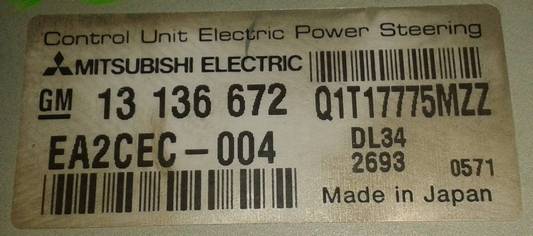 Control Unit Electric Power Steering
MITSUBISHI ELECTRIC
GM 13 136 672 Q1T17775MZZ
EA2CEC-004 DL34
2693 0571
Made in Japan